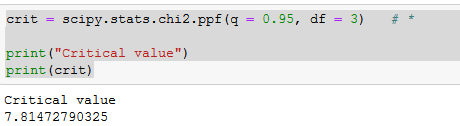 crit = scipy.stats.chi2.ppf(q = 0.95, df = 3)   # *
print("Critical value")
print(crit)
Critical value
7.81472790325